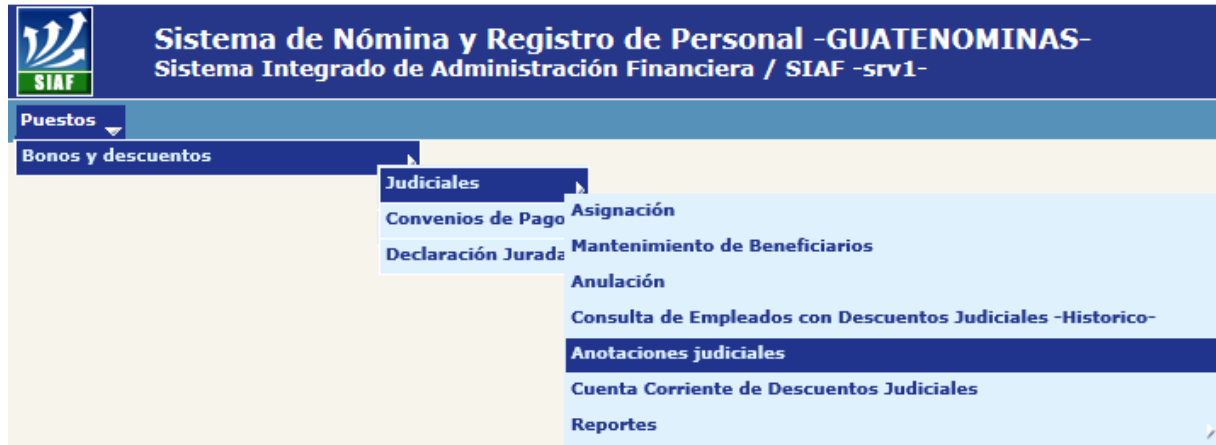 SIAF
Sistema de Nómina y Registro de Personal -GUATENOMINAS-
Sistema Integrado de Administración Financiera / SIAF -srv1-
Puestos
Bonos y descuentos
Judiciales
Convenios de Pago
Declaración Jurada
Asignación
Mantenimiento de Beneficiarios
Anulación
Consulta de Empleados con Descuentos Judiciales -Historico-
Anotaciones judiciales
Cuenta Corriente de Descuentos Judiciales
Reportes